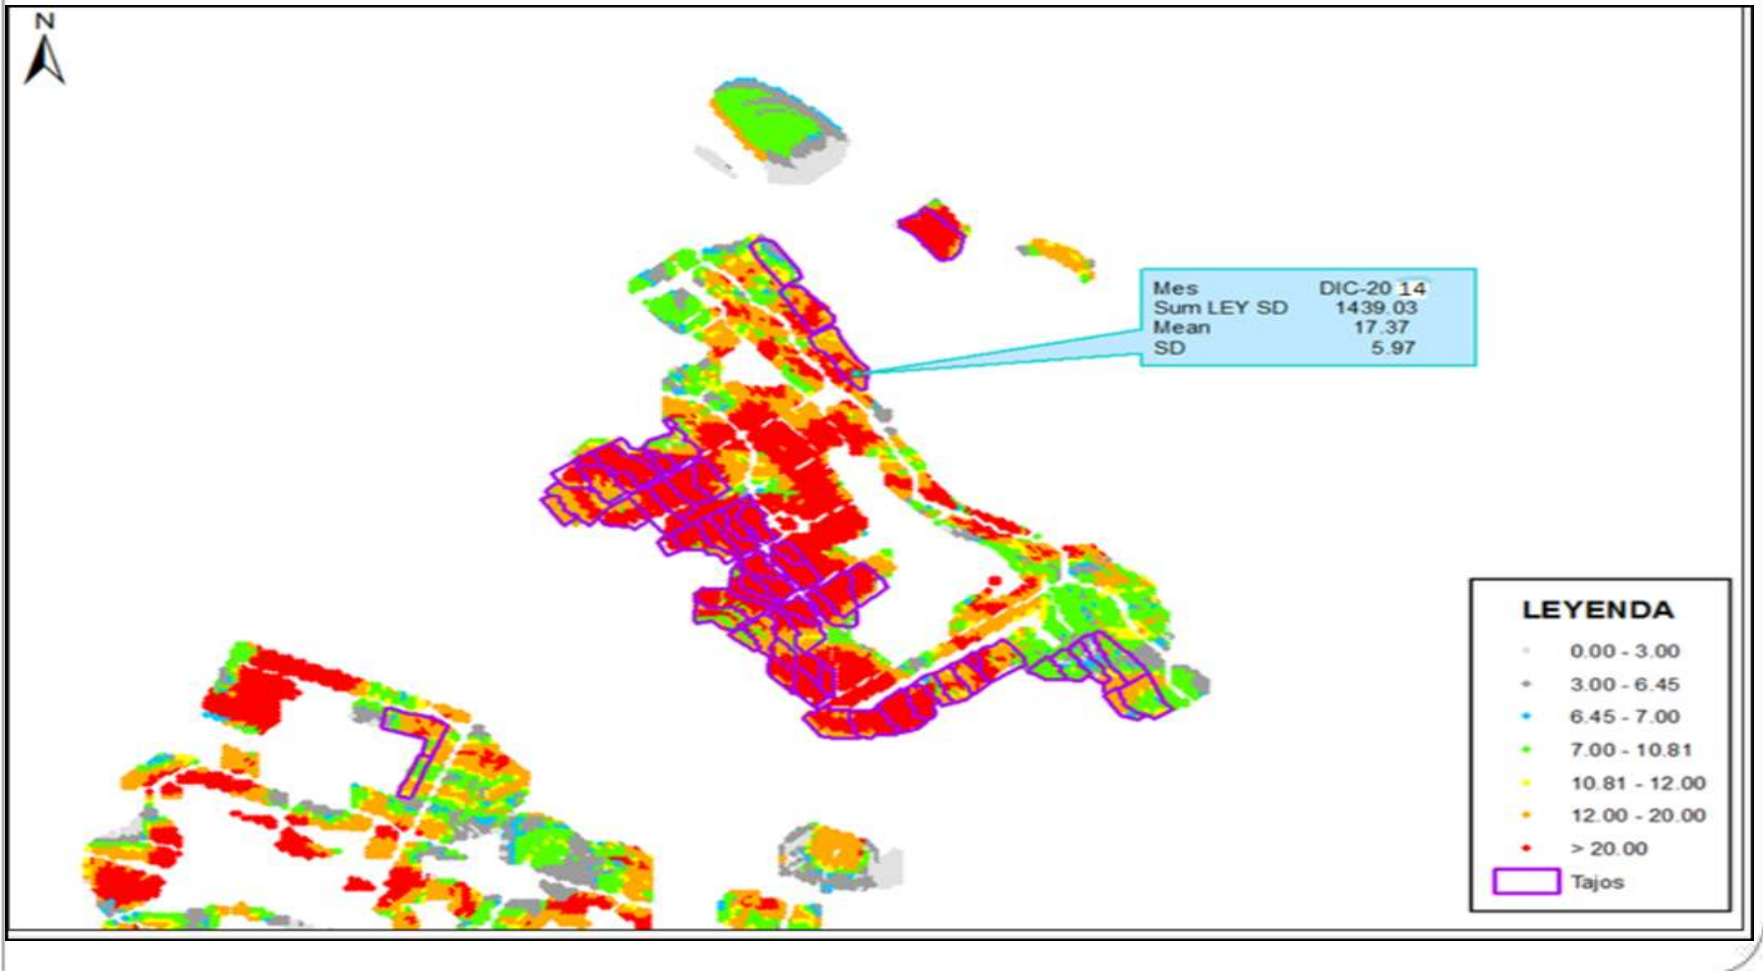 N
Mes DIC-20 14
Sum LEY SD 1439.03
Mean 17.37
SD 5.97
LEYENDA
0.00 - 3.00
3.00 - 6.45
6.45 - 7.00
7.00 - 10.81
10.81 - 12.00
12.00 - 20.00
> 20.00
Tajos